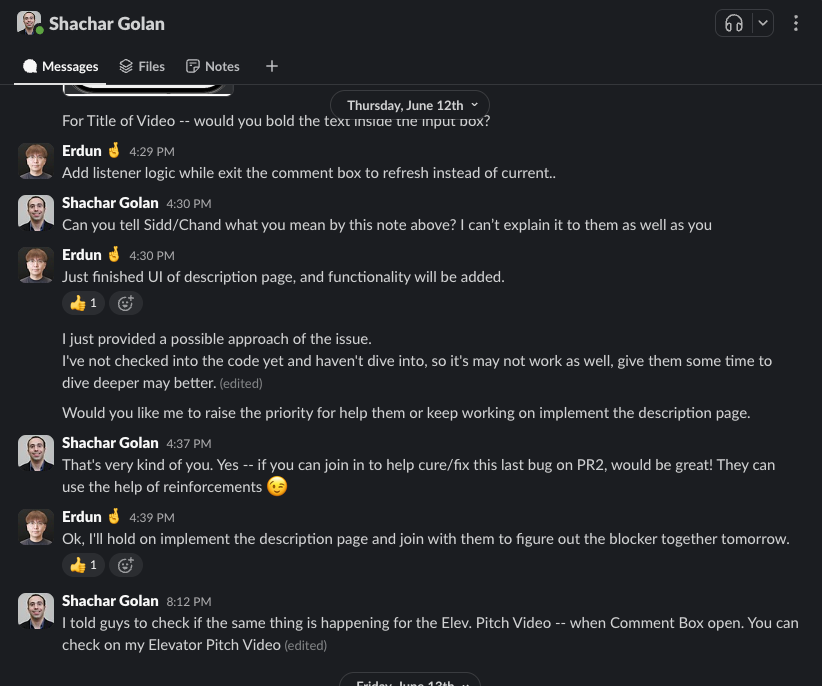 Shachar Golan
Messages Files Notes
Thursday, June 12th
For Title of Video -- would you bold the text inside the input box?
Erdun 🤞 4:29 PM
Add listener logic while exit the comment box to refresh instead of current..
Shachar Golan 4:30 PM
Can you tell Sidd/Chand what you mean by this note above? I can't explain it to them as well as you
Erdun 🤞 4:30 PM
Just finished UI of description page, and functionality will be added.
👍 1
I just provided a possible approach of the issue.
I've not checked into the code yet and haven't dive into, so it's may not work as well, give them some time to
dive deeper may better. (edited)
Would you like me to raise the priority for help them or keep working on implement the description page.
Shachar Golan 4:37 PM
That's very kind of you. Yes -- if you can join in to help cure/fix this last bug on PR2, would be great! They can
use the help of reinforcements 😉
Erdun 🤞 4:39 PM
Ok, I'll hold on implement the description page and join with them to figure out the blocker together tomorrow.
👍 1
Shachar Golan 8:12 PM
I told guys to check if the same thing is happening for the Elev. Pitch Video -- when Comment Box open. You can
check on my Elevator Pitch Video (edited)
Friday, June 13th